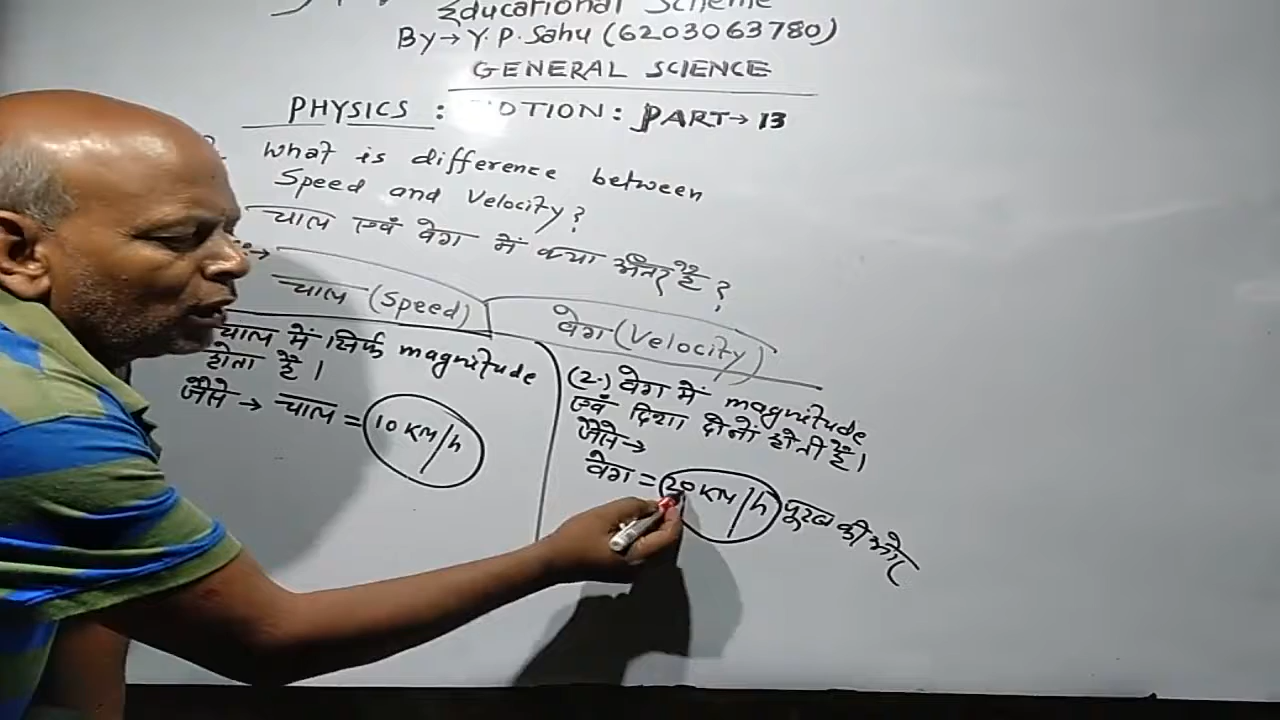 Educational Scheme
By→ Y.P. Sahu (6203063780)
GENERAL SCIENCE
PHYSICS : OTION: PART→ 13
What is difference between
Speed and Velocity?
चाल एवं वेग में क्या अंतर है ?
चाल (Speed)
चाल में सिर्फ magnitude
होता है ।
जैसे → चाल = 10 KM/h
वेग (Velocity)
(2.) वेग में magnitude
एवं दिशा दोनों होती है।
जैसे →
वेग = 20 KM/h पूरब की ओर